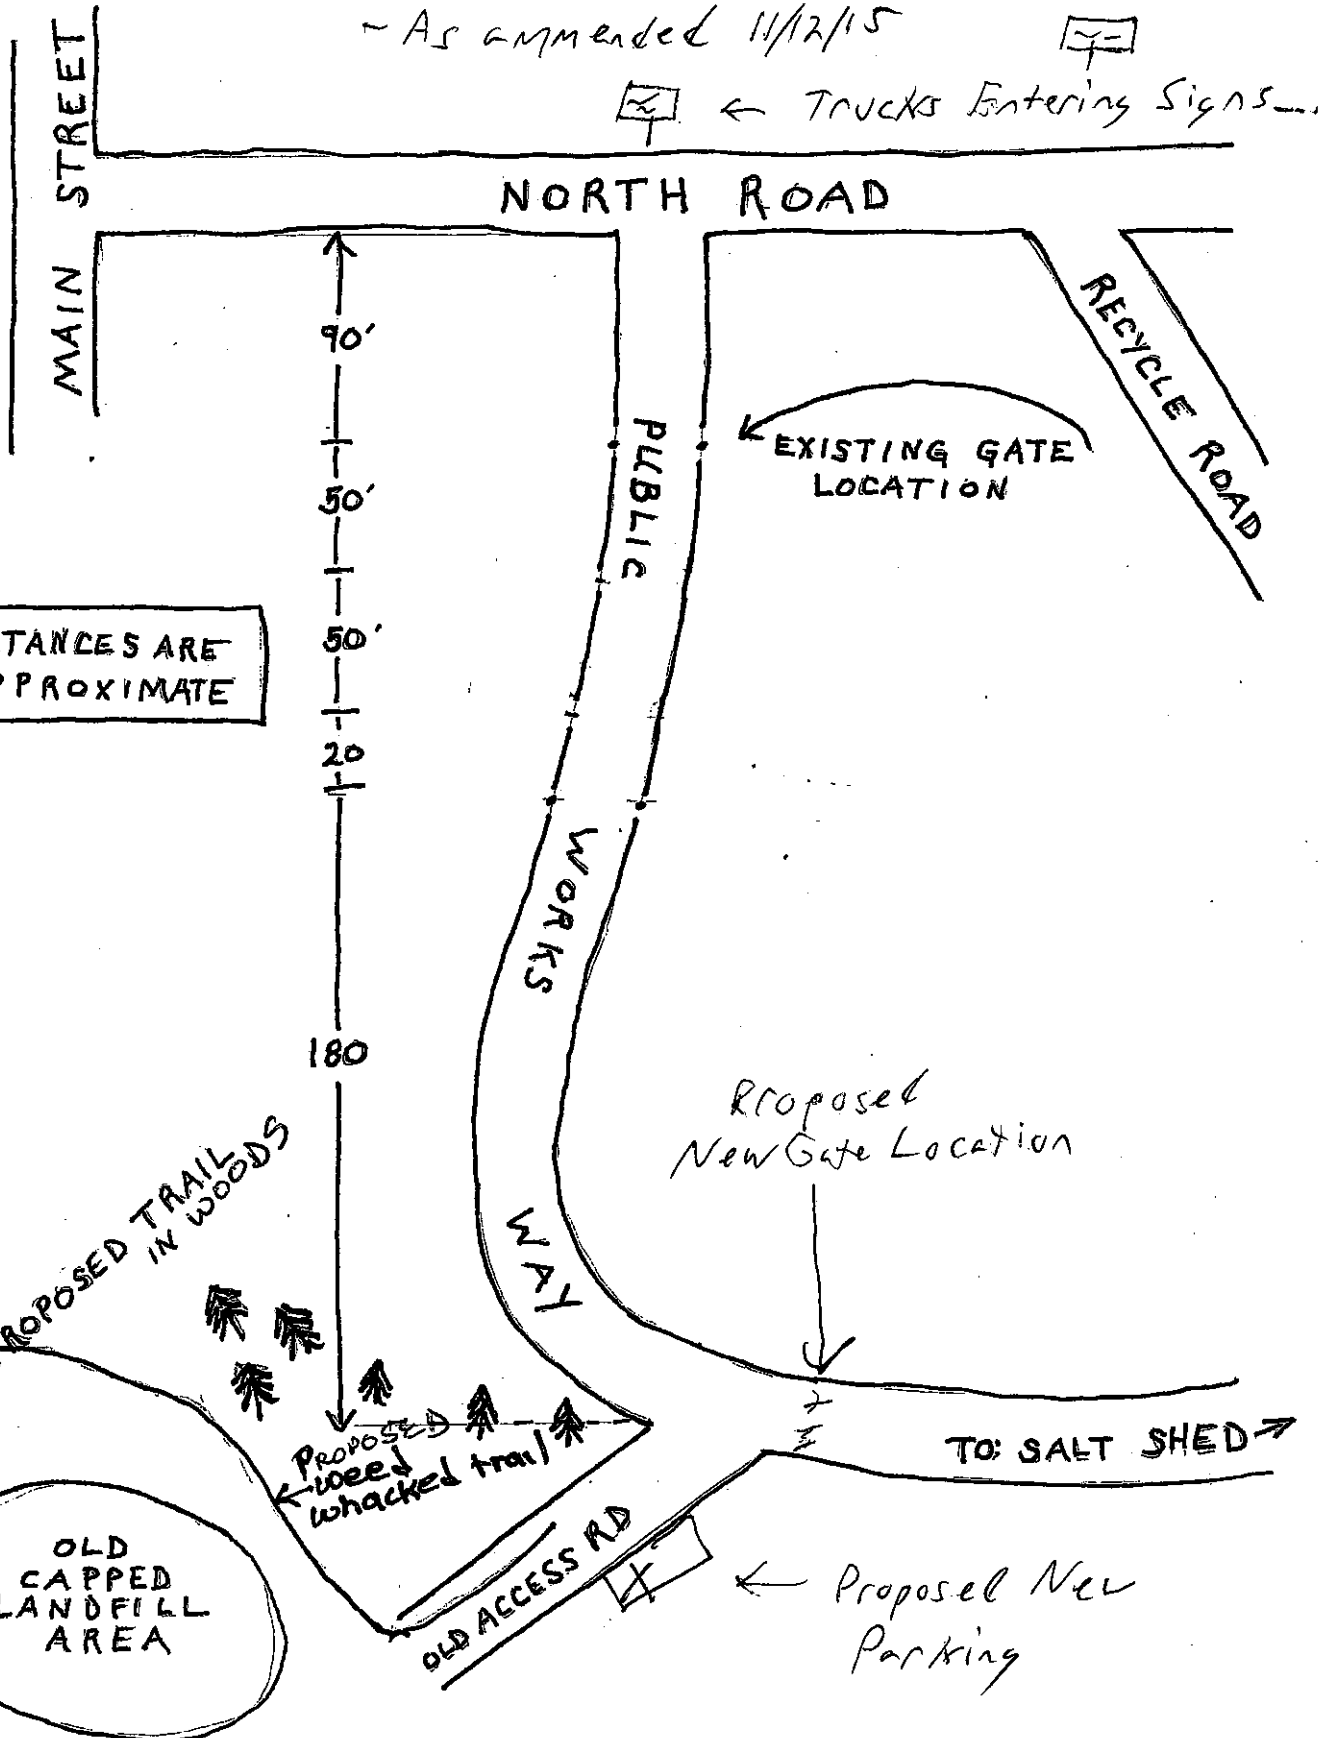 ~ As ammended 11/12/15
← Trucks Entering Signs---
MAIN STREET
NORTH ROAD
RECYCLE ROAD
90'
EXISTING GATE
LOCATION
50'
PUBLIC
50'
TANCES ARE
PPROXIMATE
20
WORKS
180
Proposed
New Gate Location
ROPOSED TRAIL
IN WOODS
WAY
PROPOSED
weed
whacked trail
TO: SALT SHED →
OLD
CAPPED
LANDFILL
AREA
OLD ACCESS RD
← Proposed New
Parking